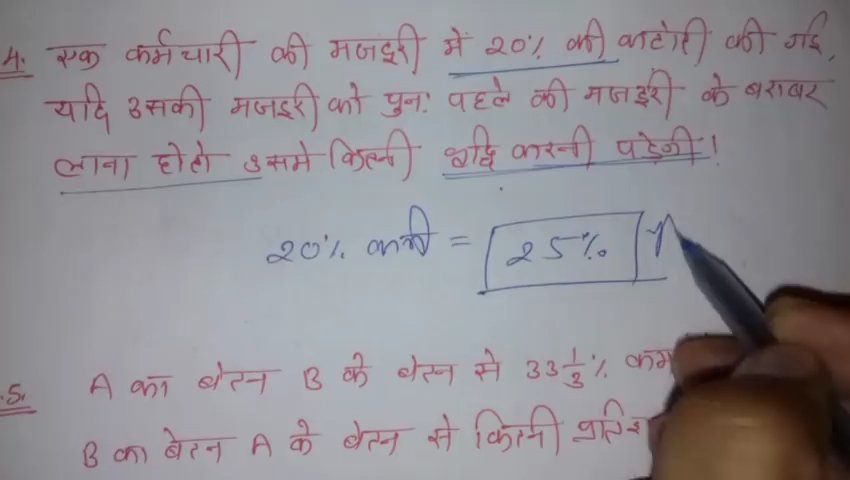 4. एक कर्मचारी की मजदूरी में 20% की कटोती की गई,
यदि उसकी मजदूरी को पुनः पहले की मजदूरी के बराबर
लाना हो तो उसमे कितनी वृद्धि करनी पडेगी!
20% कमी = 25%
5. A का वेतन B के वेतन से 33 1/3% कम
B का वेतन A के वेतन से कितनी